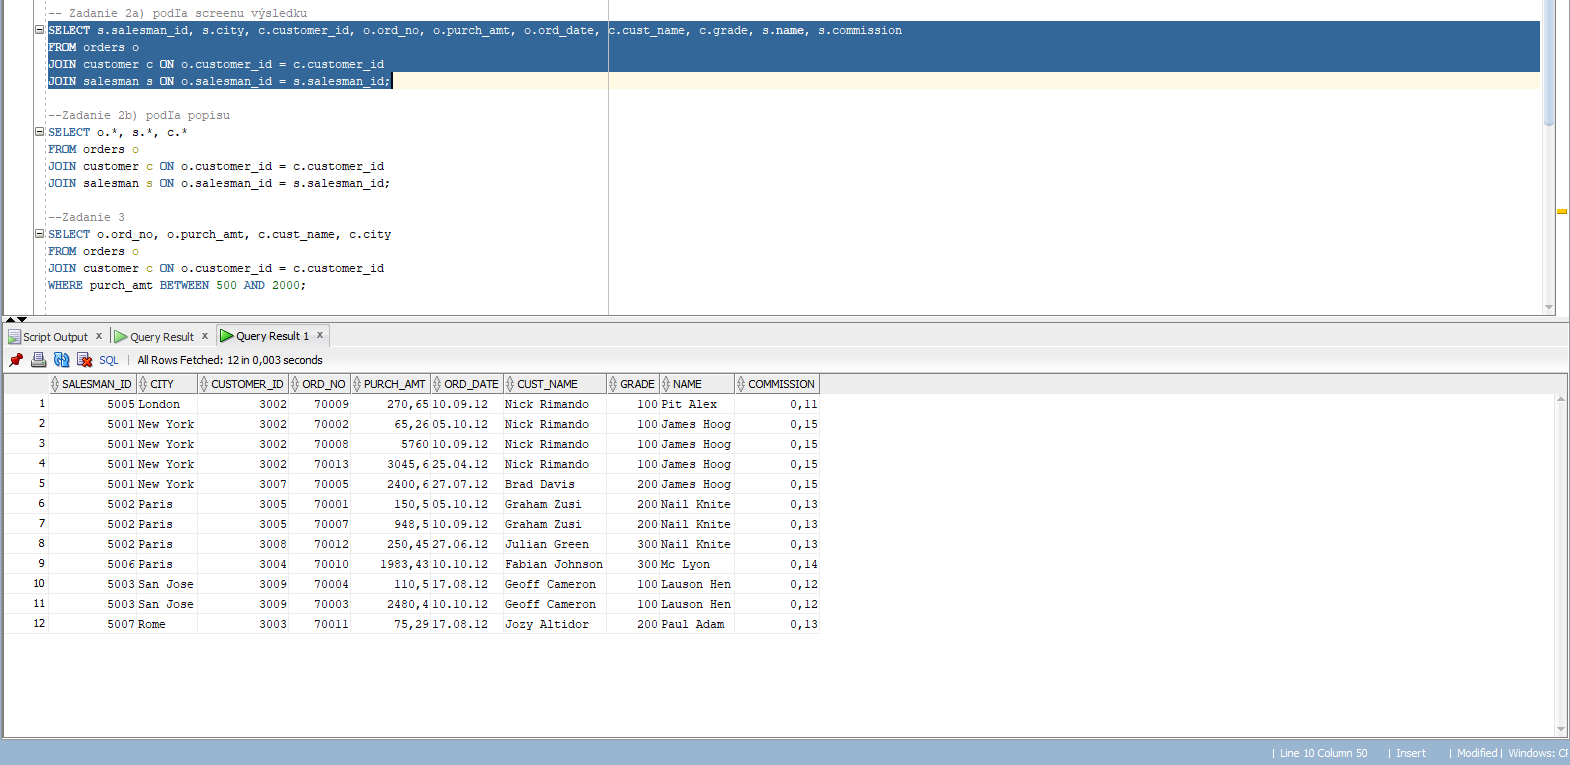 -- Zadanie 2a) podľa screenu výsledku
SELECT s.salesman_id, s.city, c.customer_id, o.ord_no, o.purch_amt, o.ord_date, c.cust_name, c.grade, s.name, s.commission
FROM orders o
JOIN customer c ON o.customer_id = c.customer_id
JOIN salesman s ON o.salesman_id = s.salesman_id;
--Zadanie 2b) podľa popisu
SELECT o.*, s.*, c.*
FROM orders o
JOIN customer c ON o.customer_id = c.customer_id
JOIN salesman s ON o.salesman_id = s.salesman_id;
--Zadanie 3
SELECT o.ord_no, o.purch_amt, c.cust_name, c.city
FROM orders o
JOIN customer c ON o.customer_id = c.customer_id
WHERE purch_amt BETWEEN 500 AND 2000;
Script Output x Query Result x Query Result 1 x
SQL | All Rows Fetched: 12 in 0,003 seconds
SALESMAN_ID CITY CUSTOMER_ID ORD_NO PURCH_AMT ORD_DATE CUST_NAME GRADE NAME COMMISSION
1 5005 London 3002 70009 270,65 10.09.12 Nick Rimando 100 Pit Alex 0,11
2 5001 New York 3002 70002 65,26 05.10.12 Nick Rimando 100 James Hoog 0,15
3 5001 New York 3002 70008 5760 10.09.12 Nick Rimando 100 James Hoog 0,15
4 5001 New York 3002 70013 3045,6 25.04.12 Nick Rimando 100 James Hoog 0,15
5 5001 New York 3007 70005 2400,6 27.07.12 Brad Davis 200 James Hoog 0,15
6 5002 Paris 3005 70001 150,5 05.10.12 Graham Zusi 200 Nail Knite 0,13
7 5002 Paris 3005 70007 948,5 10.09.12 Graham Zusi 200 Nail Knite 0,13
8 5002 Paris 3008 70012 250,45 27.06.12 Julian Green 300 Nail Knite 0,13
9 5006 Paris 3004 70010 1983,43 10.10.12 Fabian Johnson 300 Mc Lyon 0,14
10 5003 San Jose 3009 70004 110,5 17.08.12 Geoff Cameron 100 Lauson Hen 0,12
11 5003 San Jose 3009 70003 2480,4 10.10.12 Geoff Cameron 100 Lauson Hen 0,12
12 5007 Rome 3003 70011 75,29 17.08.12 Jozy Altidor 200 Paul Adam 0,13
| Line 10 Column 50 | Insert | Modified | Windows: CF